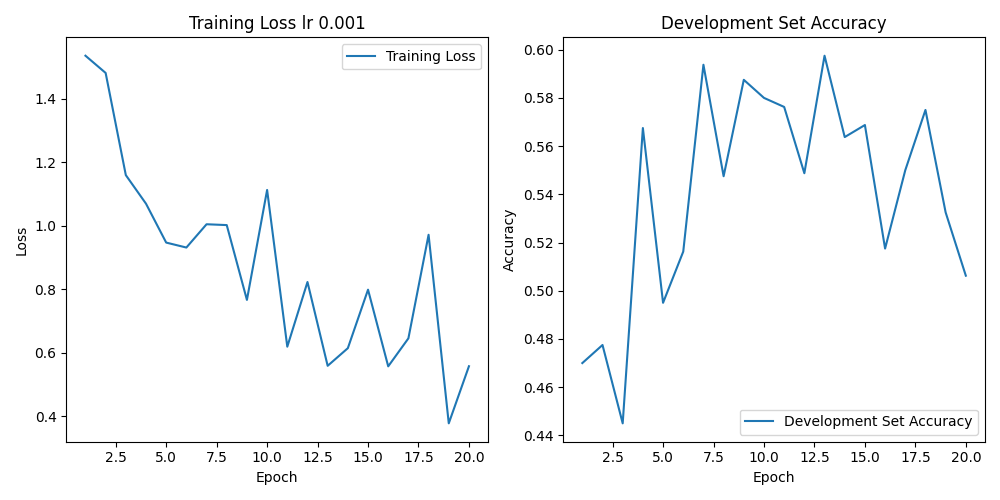 Training Loss lr 0.001
Training Loss
1.4
1.2
1.0
0.8
0.6
0.4
Loss
2.5 5.0 7.5 10.0 12.5 15.0 17.5 20.0
Epoch
Development Set Accuracy
0.60
0.58
0.56
0.54
0.52
0.50
0.48
0.46
0.44
Accuracy
Development Set Accuracy
2.5 5.0 7.5 10.0 12.5 15.0 17.5 20.0
Epoch